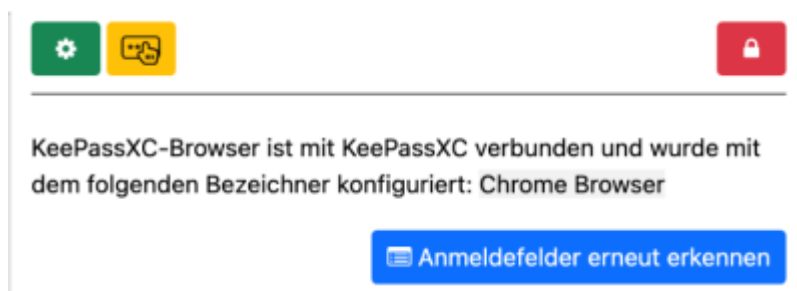 KeePassXC-Browser ist mit KeePassXC verbunden und wurde mit
dem folgenden Bezeichner konfiguriert: Chrome Browser
Anmeldefelder erneut erkennen